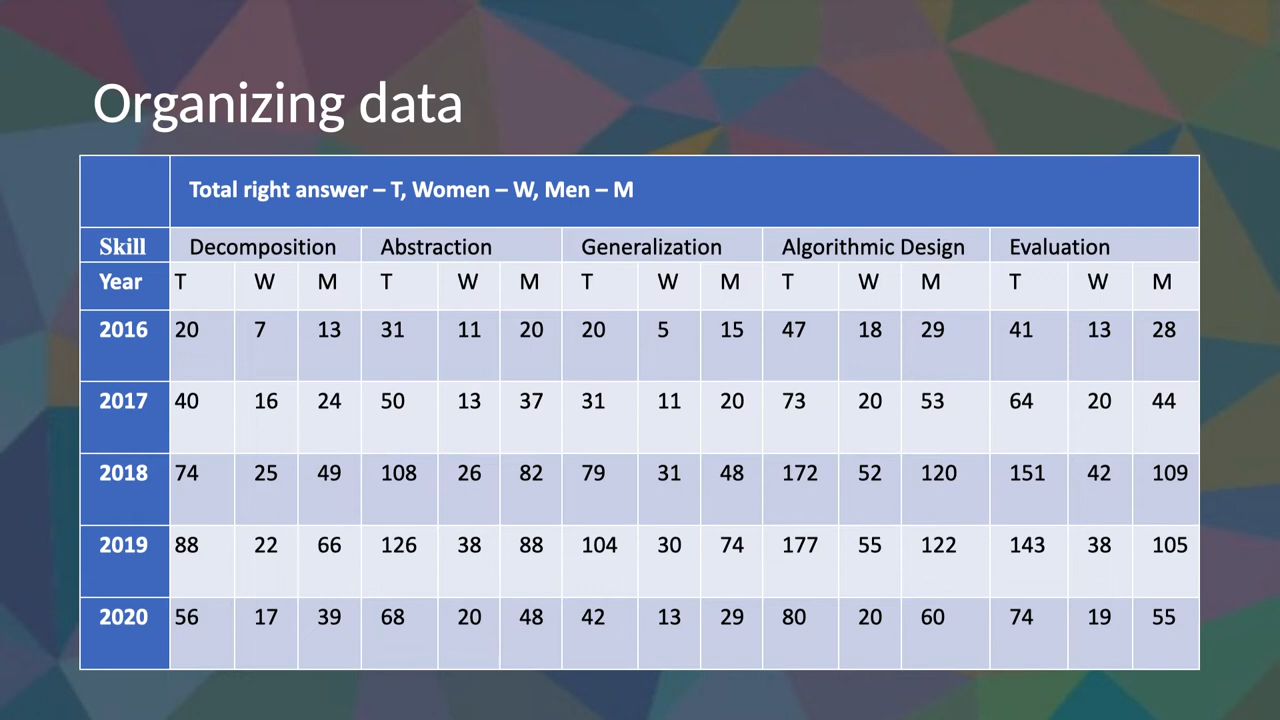 Organizing data
Total right answer – T, Women – W, Men – M
Skill Decomposition Abstraction Generalization Algorithmic Design Evaluation
Year T W M T W M T W M T W M T W M
2016 20 7 13 31 11 20 20 5 15 47 18 29 41 13 28
2017 40 16 24 50 13 37 31 11 20 73 20 53 64 20 44
2018 74 25 49 108 26 82 79 31 48 172 52 120 151 42 109
2019 88 22 66 126 38 88 104 30 74 177 55 122 143 38 105
2020 56 17 39 68 20 48 42 13 29 80 20 60 74 19 55